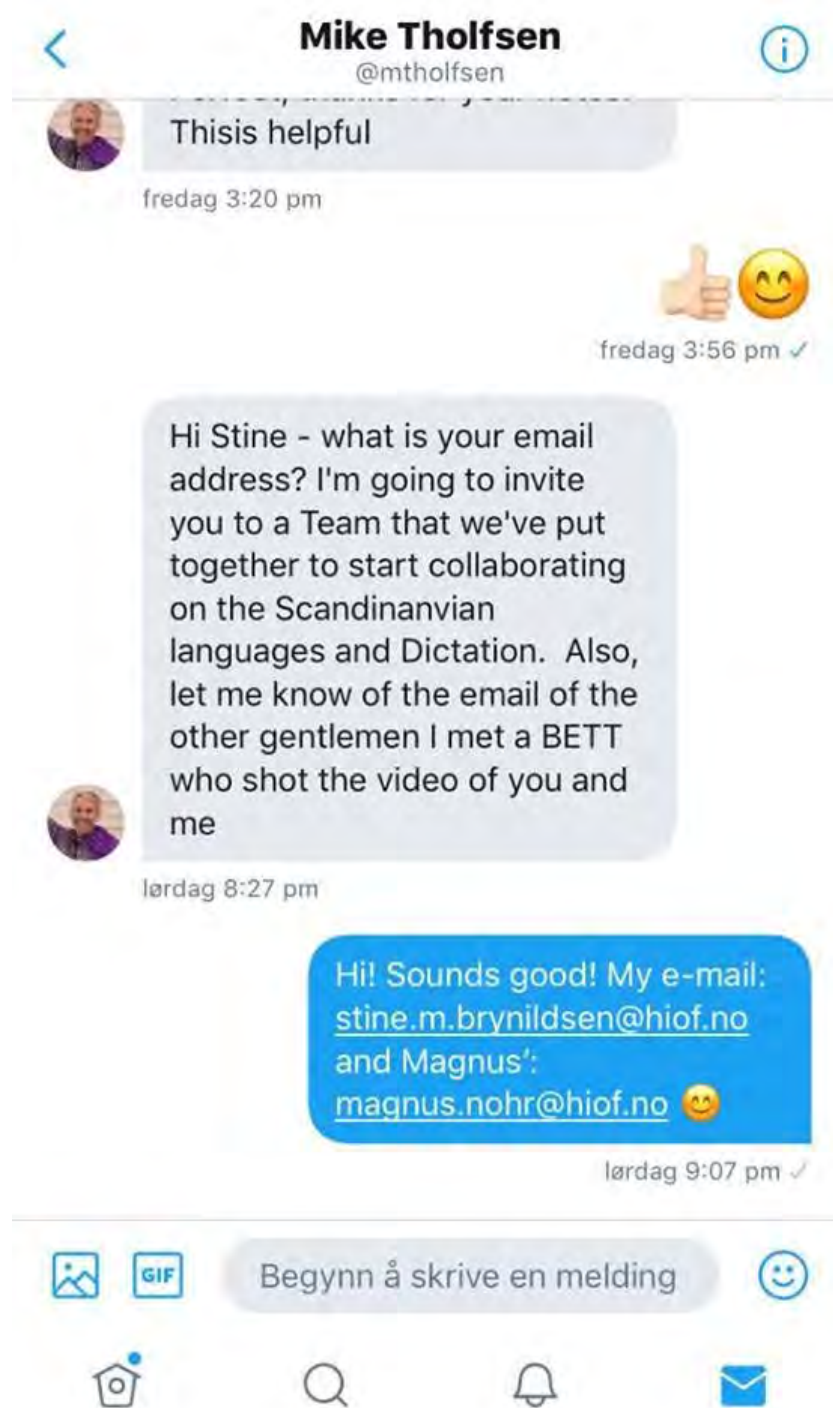 Mike Tholfsen
@mtholfsen
Thisis helpful
fredag 3:20 pm
fredag 3:56 pm
Hi Stine - what is your email
address? I'm going to invite
you to a Team that we've put
together to start collaborating
on the Scandinanvian
languages and Dictation.  Also,
let me know of the email of the
other gentlemen I met a BETT
who shot the video of you and
me
lørdag 8:27 pm
Hi! Sounds good! My e-mail:
stine.m.brynildsen@hiof.no
and Magnus':
magnus.nohr@hiof.no 😊
lørdag 9:07 pm
GIF
Begynn å skrive en melding